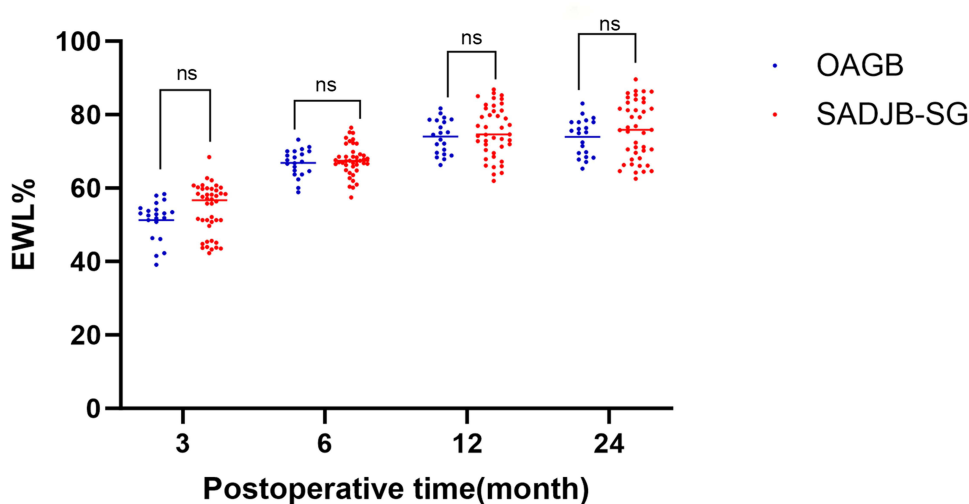 100
80
60
40
20
0
EWL%
ns
ns
ns
ns
OAGB
SADJB-SG
3
6
12
24
Postoperative time(month)